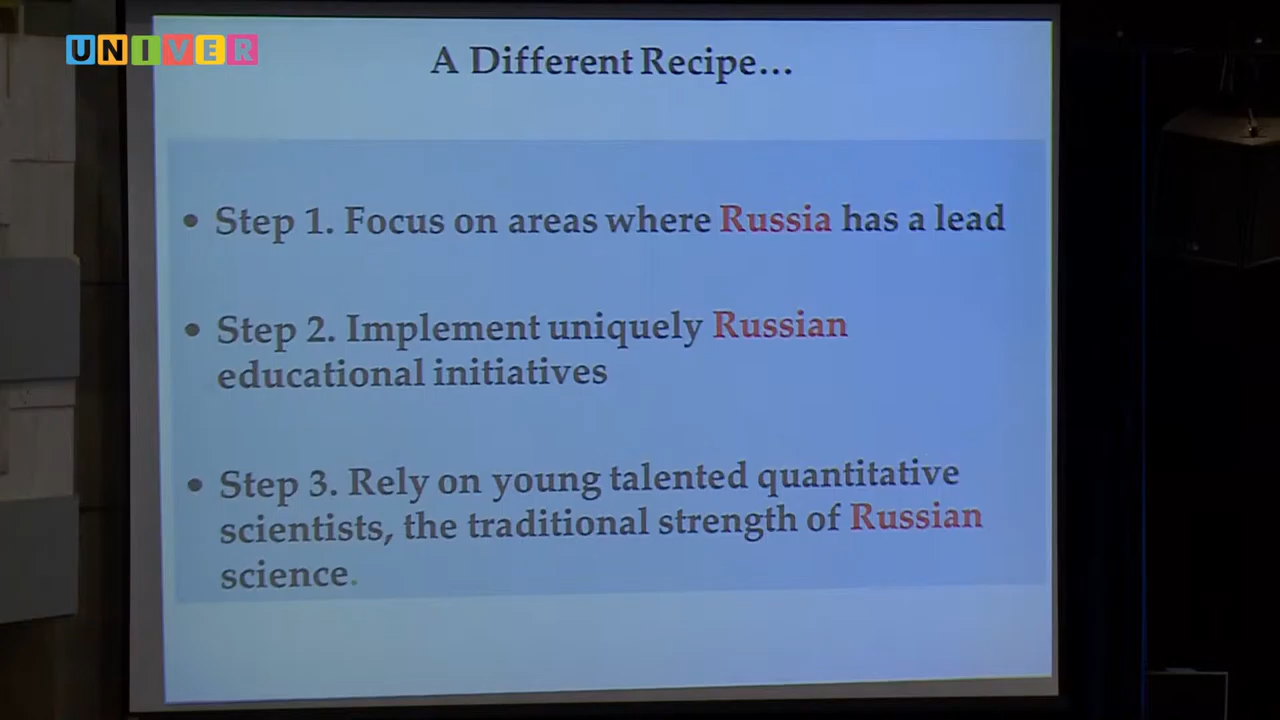 UNIVER
A Different Recipe...
• Step 1. Focus on areas where Russia has a lead
• Step 2. Implement uniquely Russian
educational initiatives
• Step 3. Rely on young talented quantitative
scientists, the traditional strength of Russian
science.